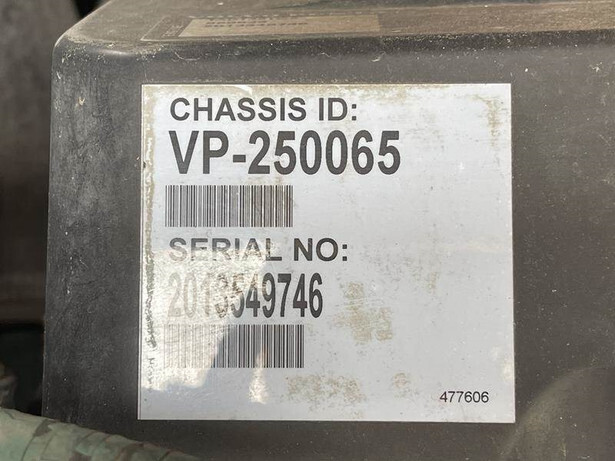 CHASSIS ID:
VP-250065
SERIAL NO:
2013549746
477606